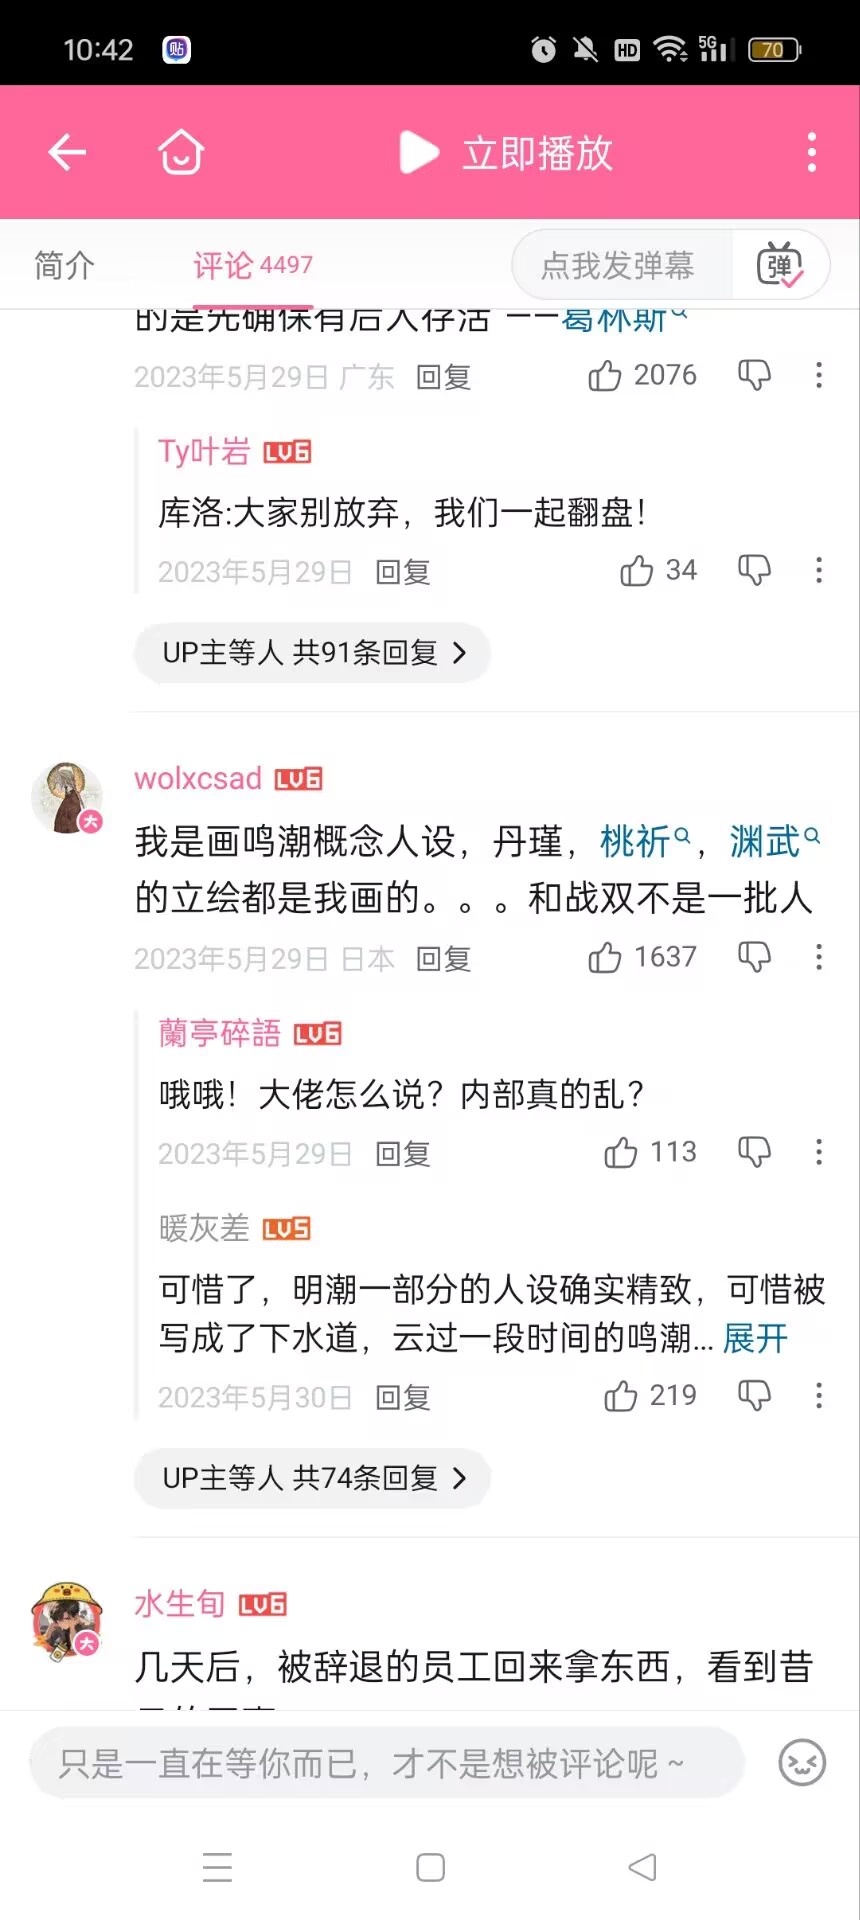 10:42 贴 HD 5G 70
立即播放
简介 评论 4497 点我发弹幕 弹
的是先确保有后人存活 ——葛林斯
2023年5月29日 广东 回复 2076
Ty叶岩 LV6
库洛:大家别放弃，我们一起翻盘!
2023年5月29日 回复 34
UP主等人 共91条回复
wolxcsad LV6
大
我是画鸣潮概念人设，丹瑾，桃祈，渊武
的立绘都是我画的。。。和战双不是一批人
2023年5月29日 日本 回复 1637
蘭亭碎語 LV6
哦哦！大佬怎么说？内部真的乱？
2023年5月29日 回复 113
暖灰差 LV5
可惜了，明潮一部分的人设确实精致，可惜被
写成了下水道，云过一段时间的鸣潮... 展开
2023年5月30日 回复 219
UP主等人 共74条回复
水生旬 LV6
大
几天后，被辞退的员工回来拿东西，看到昔
只是一直在等你而已，才不是想被评论呢～